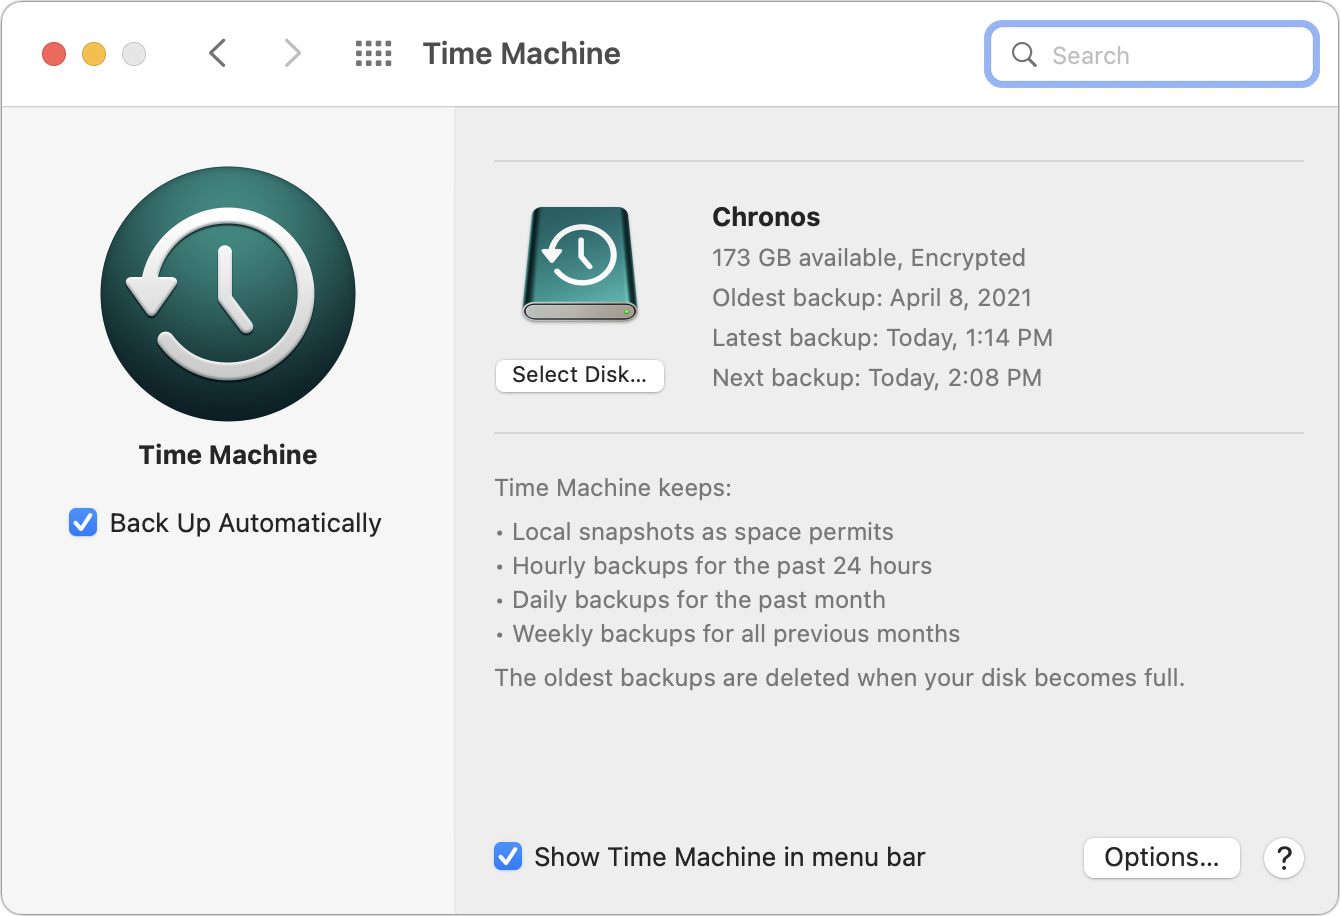 Time Machine
Search
Time Machine
Back Up Automatically
Chronos
173 GB available, Encrypted
Oldest backup: April 8, 2021
Latest backup: Today, 1:14 PM
Next backup: Today, 2:08 PM
Select Disk...
Time Machine keeps:
• Local snapshots as space permits
• Hourly backups for the past 24 hours
• Daily backups for the past month
• Weekly backups for all previous months
The oldest backups are deleted when your disk becomes full.
Show Time Machine in menu bar
Options...
?